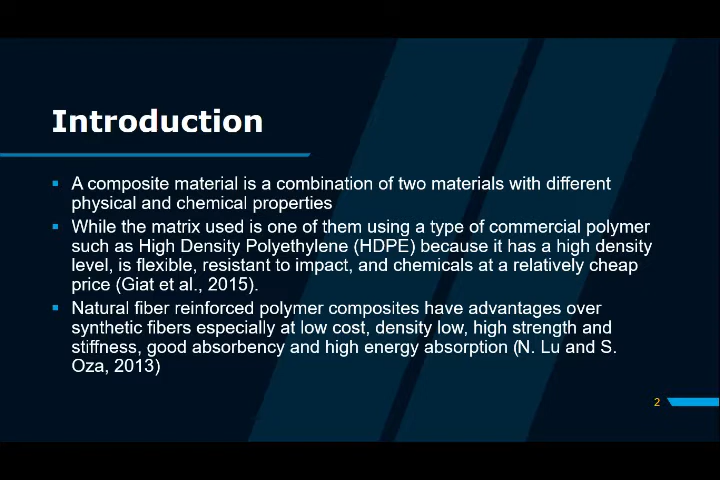 Introduction
A composite material is a combination of two materials with different
physical and chemical properties
While the matrix used is one of them using a type of commercial polymer
such as High Density Polyethylene (HDPE) because it has a high density
level, is flexible, resistant to impact, and chemicals at a relatively cheap
price (Giat et al., 2015).
Natural fiber reinforced polymer composites have advantages over
synthetic fibers especially at low cost, density low, high strength and
stiffness, good absorbency and high energy absorption (N. Lu and S.
Oza, 2013)
2